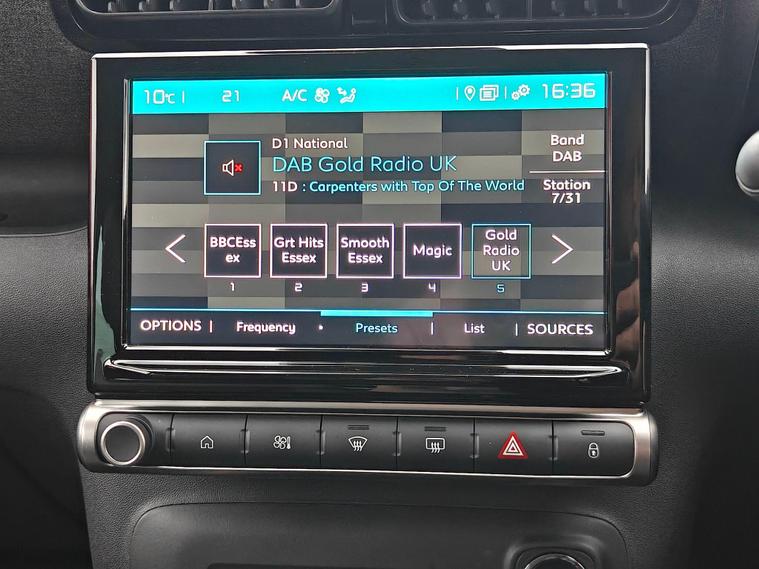 10°C | 21 A/C 16:36
D1 National
DAB Gold Radio UK
11D : Carpenters with Top Of The World
Band
DAB
Station
7/31
BBCEss
ex
1
Grt Hits
Essex
2
Smooth
Essex
3
Magic
4
Gold
Radio
UK
5
OPTIONS | Frequency Presets | List | SOURCES